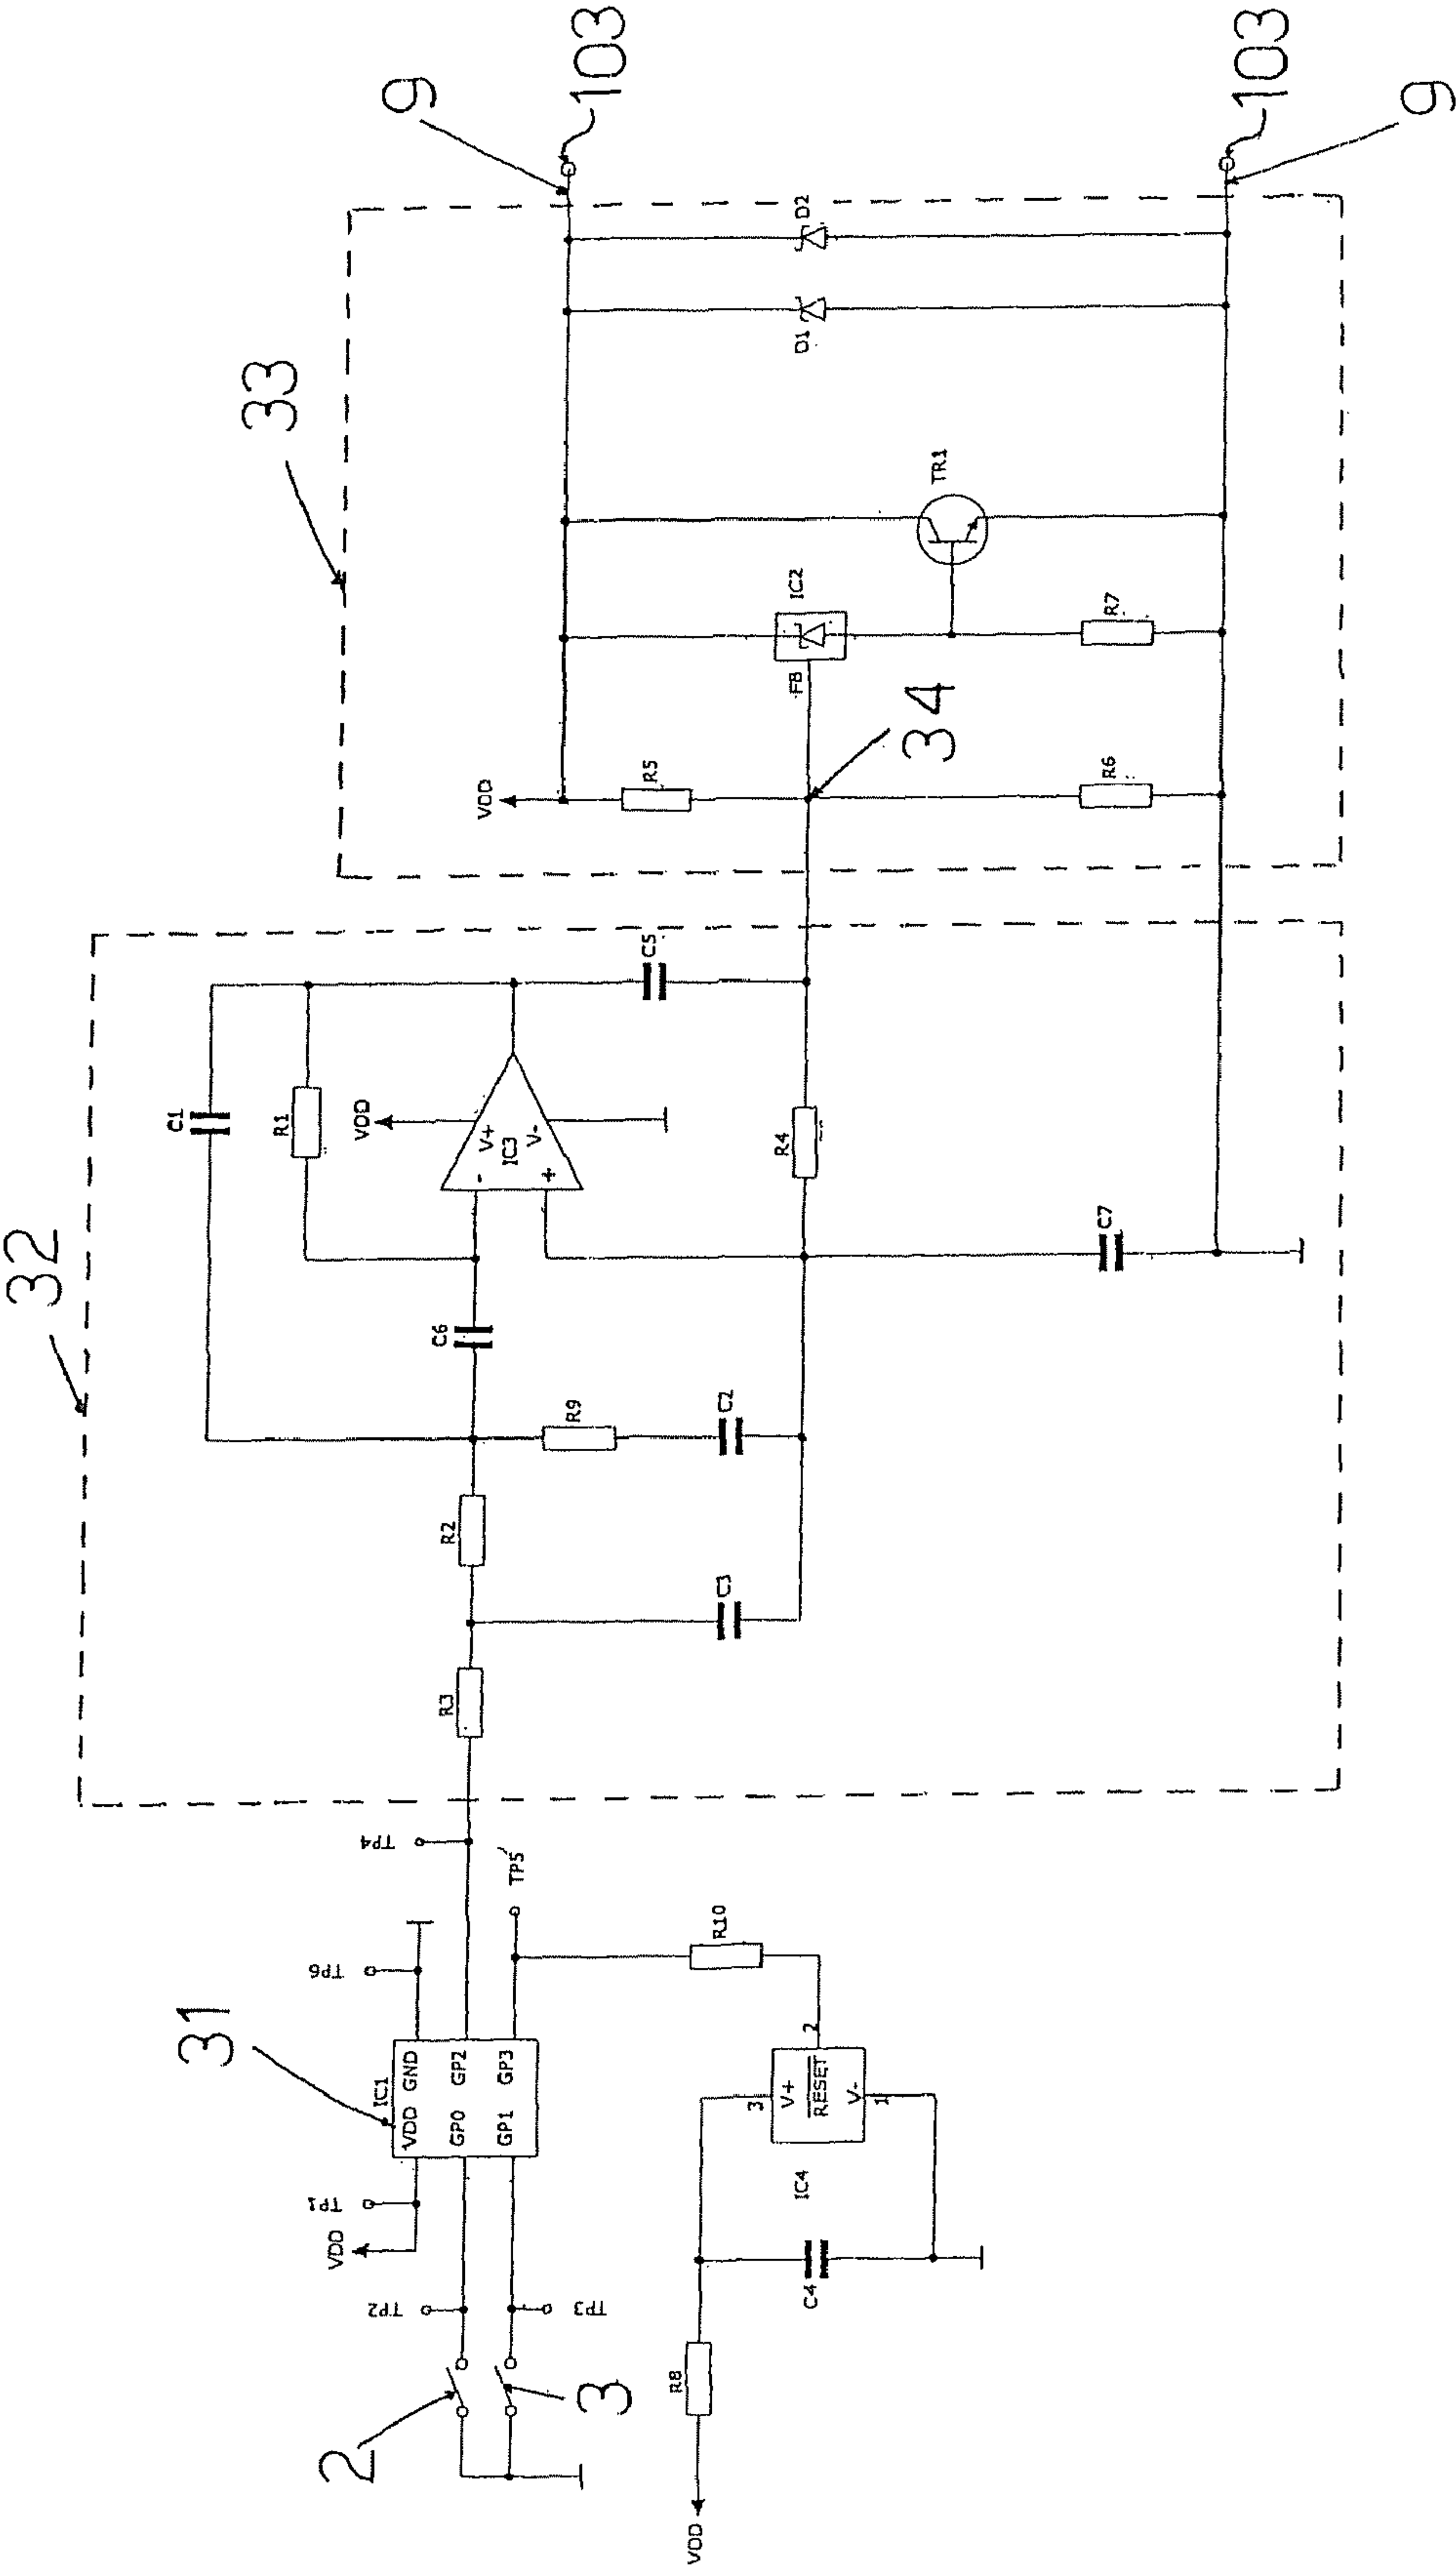 9
103
103
9
D2
D1
33
TR1
IC2
R7
FB
34
VDD
R5
R6
32
C5
C1
R1
VDD
V+
V-
IC3
-
+
R4
C7
C6
R9
C2
R2
C3
R3
TP4
TP5
TP6
R10
31
IC1
VDD GND
GP0 GP2
GP1 GP3
2
3
V+
RESET
V-
1
IC4
TP1
VDD
TP2
TP3
C4
R8
2
3
VDD